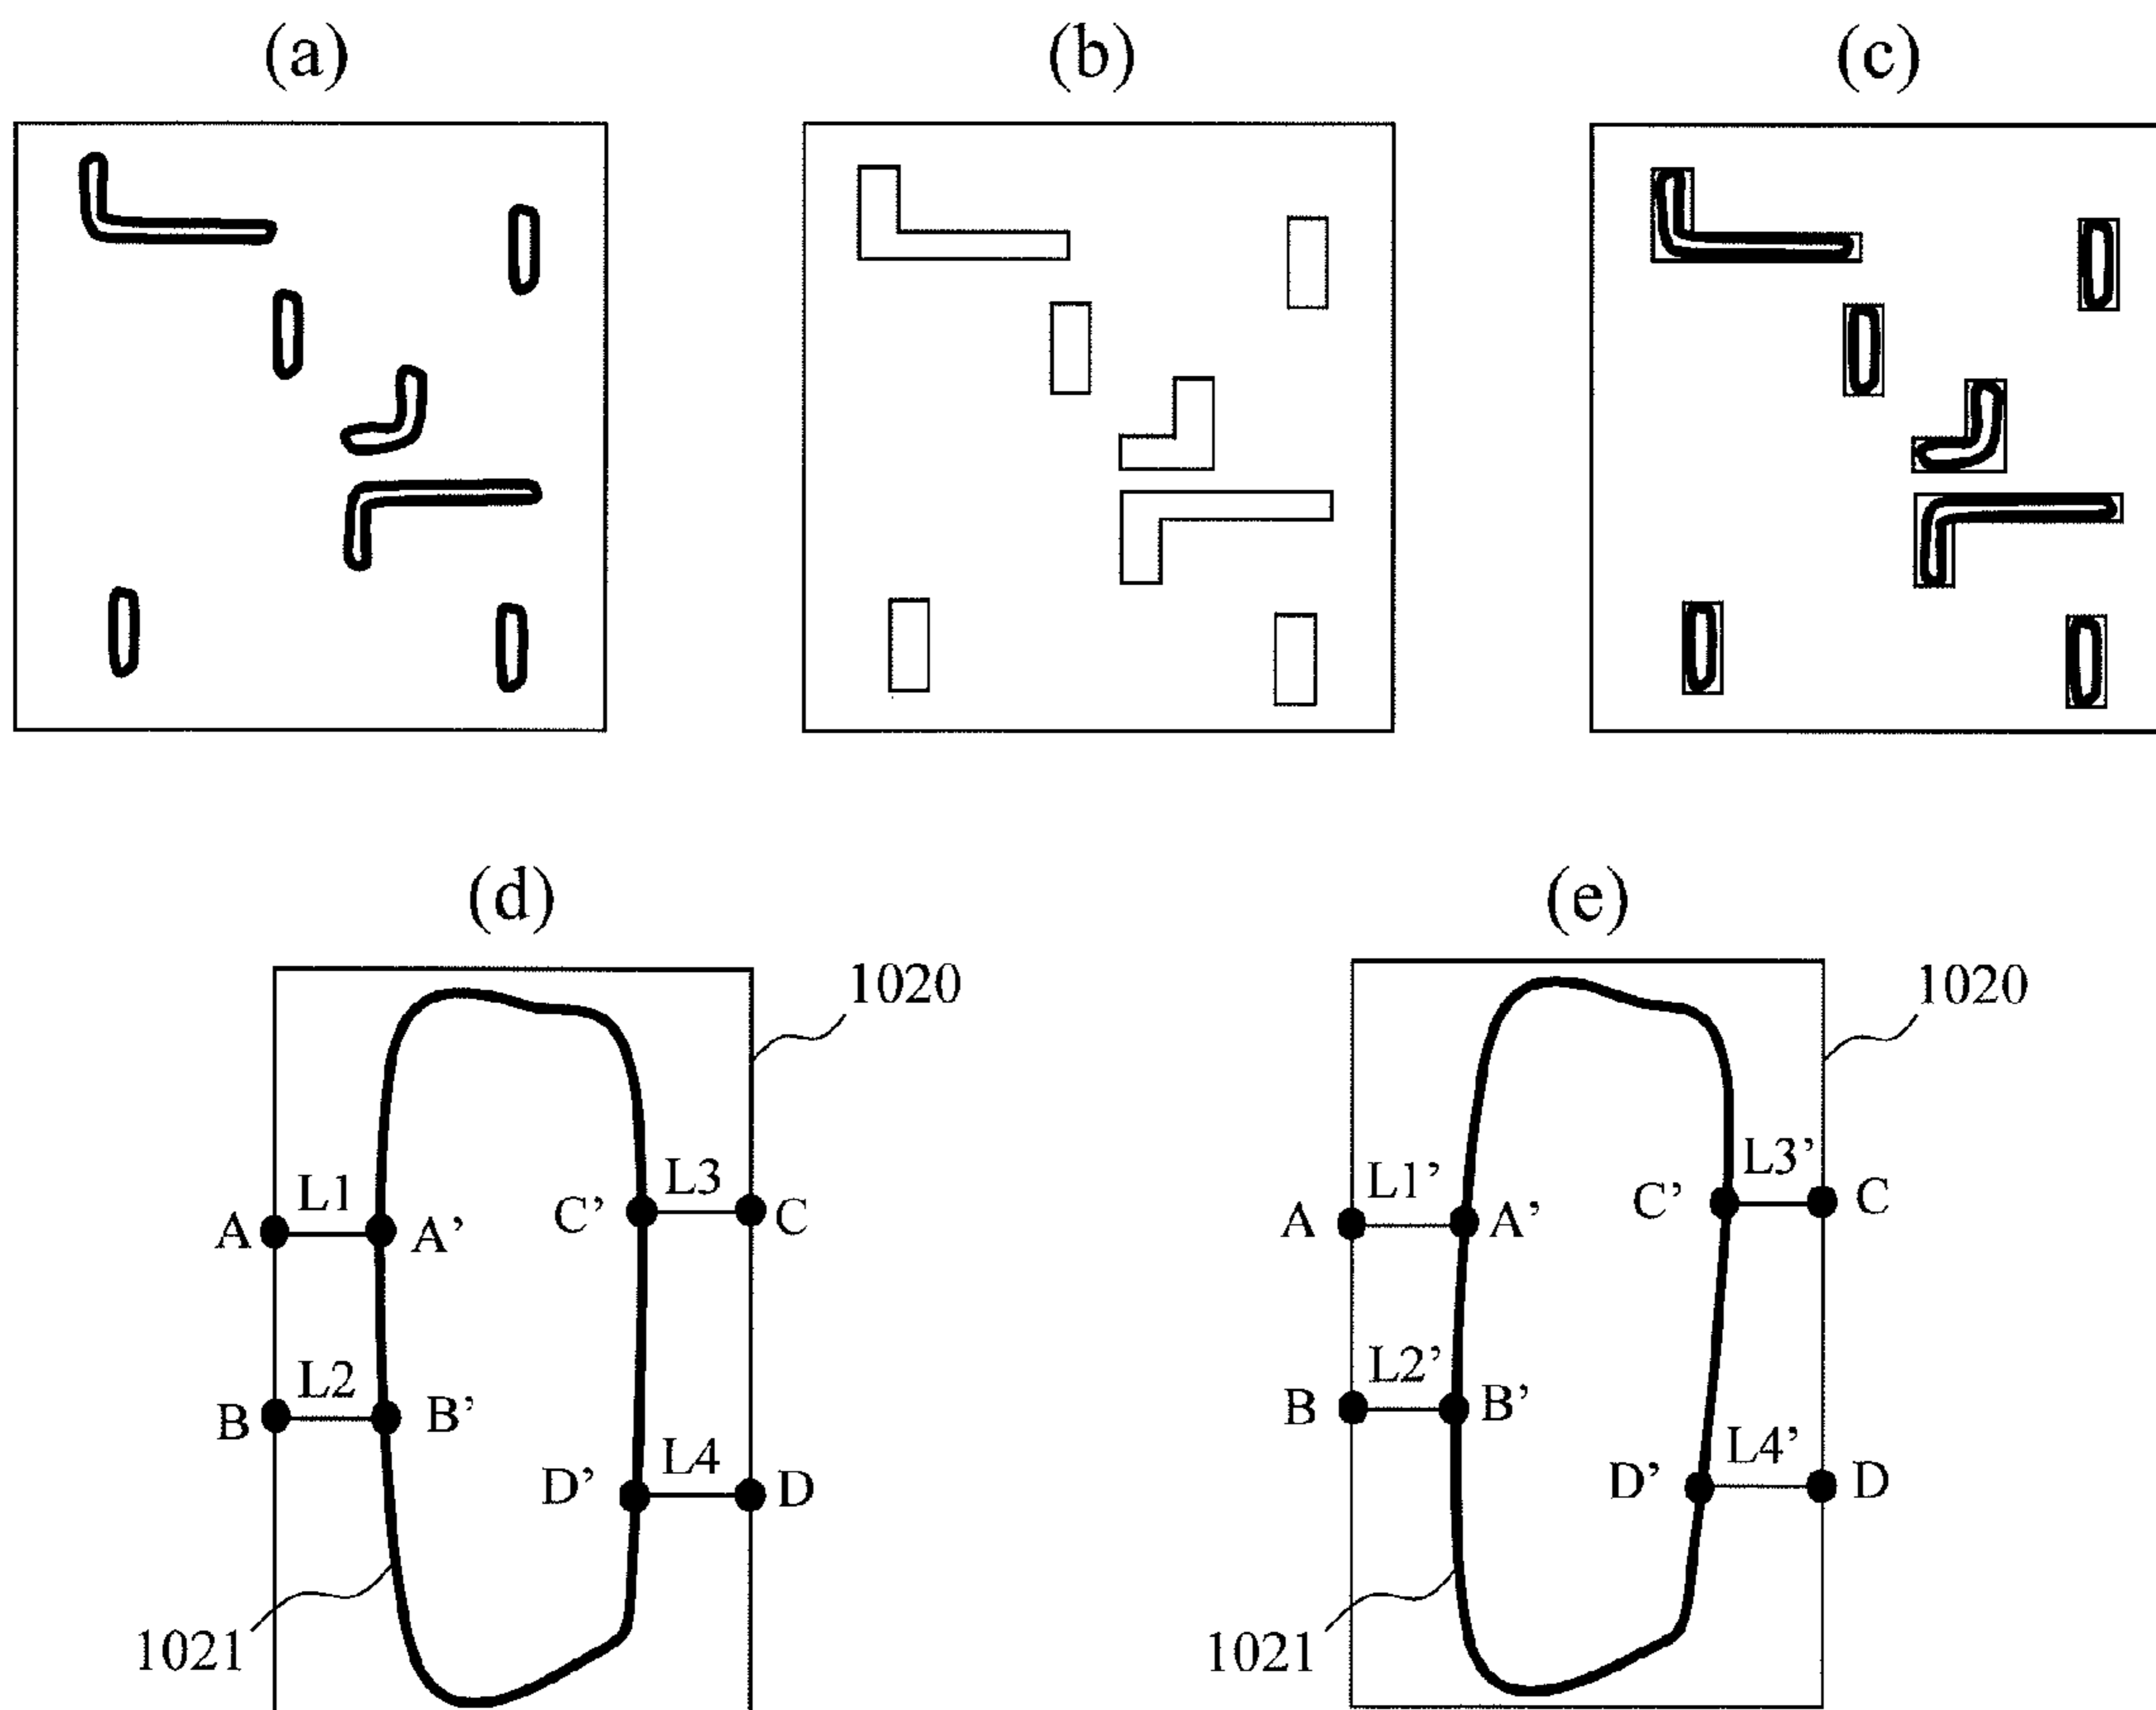 (a) (b) (c)
(d) (e)
1020 1020
L1 L3 L1’ L3’
A A’ C’ C A A’ C’ C
L2 L2’
B B’ B B’
L4 L4’
D’ D D’ D
1021 1021